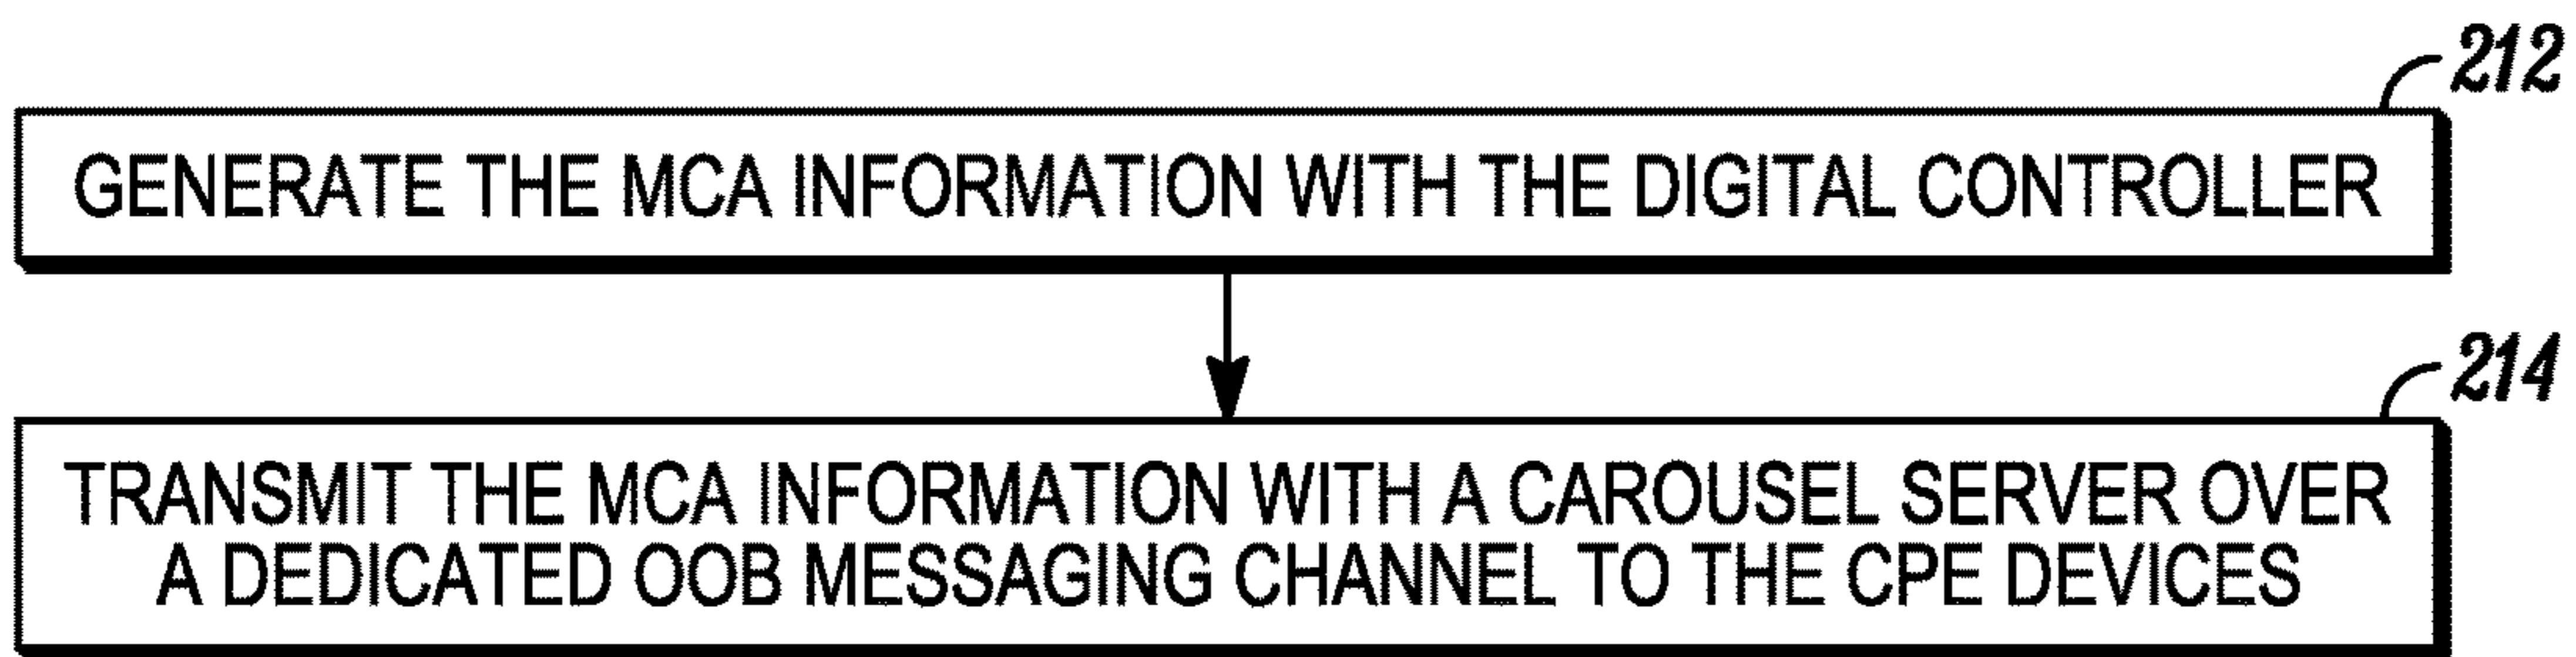 212
GENERATE THE MCA INFORMATION WITH THE DIGITAL CONTROLLER
214
TRANSMIT THE MCA INFORMATION WITH A CAROUSEL SERVER OVER
A DEDICATED OOB MESSAGING CHANNEL TO THE CPE DEVICES